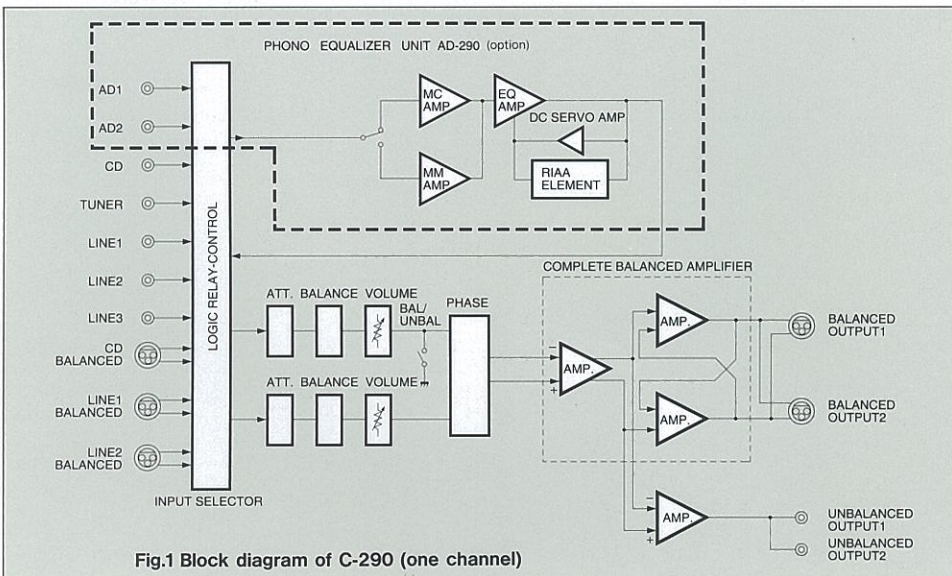 PHONO EQUALIZER UNIT AD-290 (option)
AD1
AD2
CD
TUNER
LINE1
LINE2
LINE3
CD
BALANCED
LINE1
BALANCED
LINE2
BALANCED
LOGIC RELAY-CONTROL
INPUT SELECTOR
MC
AMP
MM
AMP
EQ
AMP
DC SERVO AMP
RIAA
ELEMENT
ATT. BALANCE VOLUME
BAL/
UNBAL
PHASE
ATT. BALANCE VOLUME
COMPLETE BALANCED AMPLIFIER
−
AMP.
+
AMP.
AMP.
−
AMP.
+
BALANCED
OUTPUT1
BALANCED
OUTPUT2
UNBALANCED
OUTPUT1
UNBALANCED
OUTPUT2
Fig.1 Block diagram of C-290 (one channel)